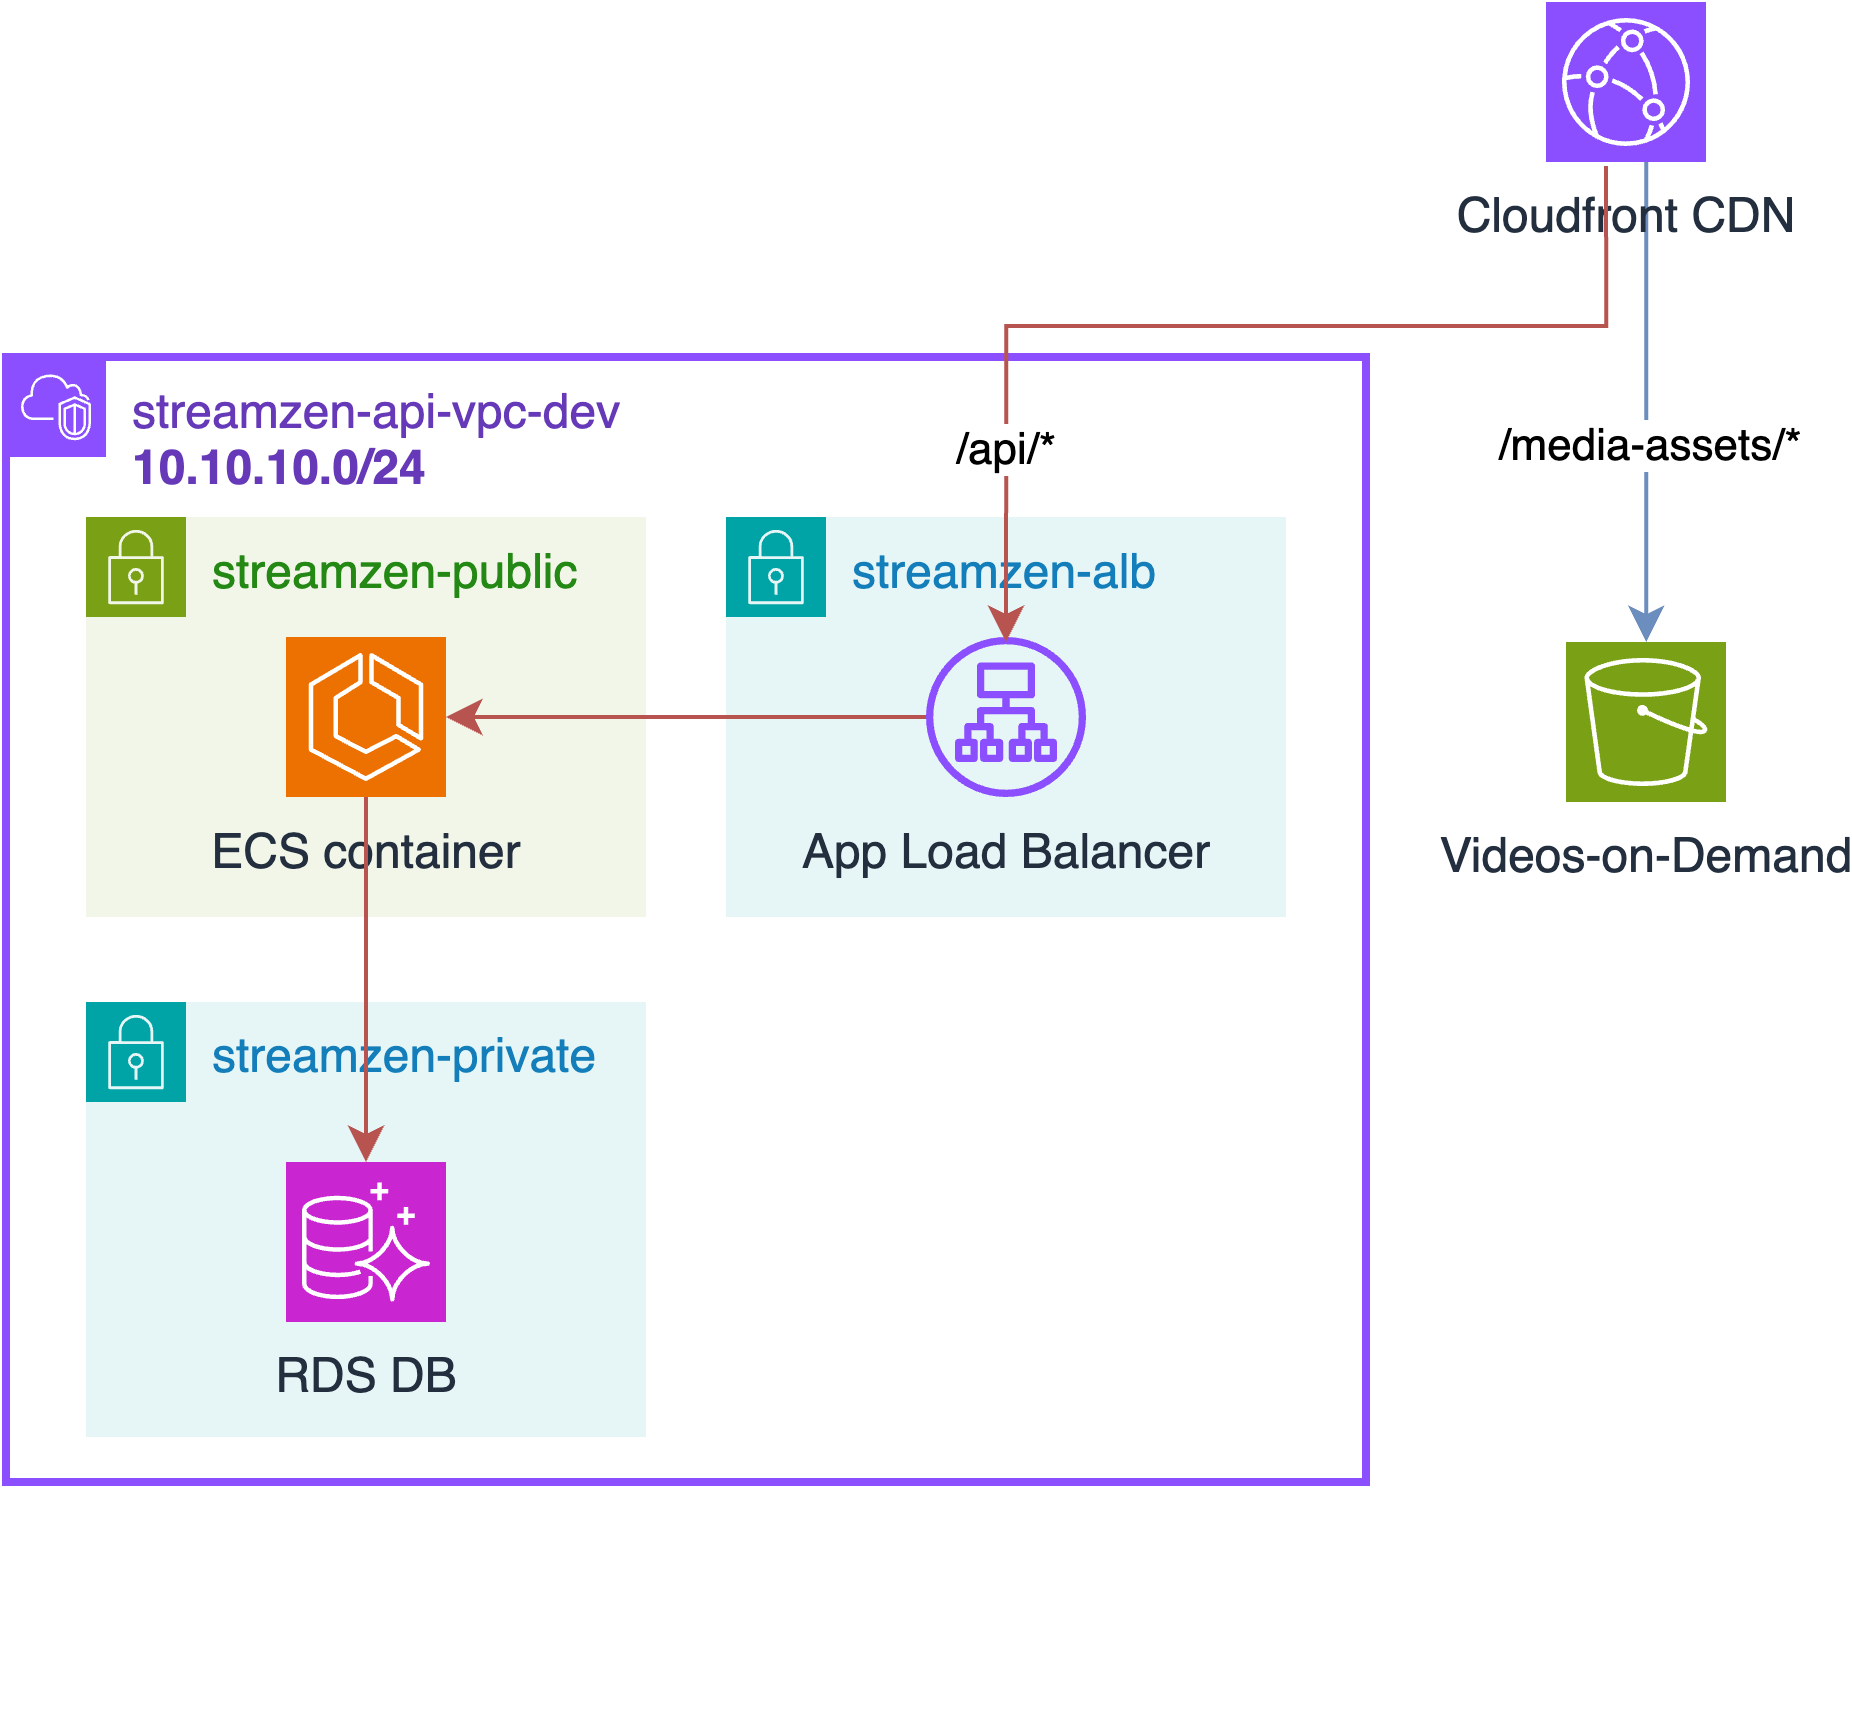 Cloudfront CDN
streamzen-api-vpc-dev
10.10.10.0/24
/api/*
/media-assets/*
streamzen-public
streamzen-alb
ECS container
App Load Balancer
Videos-on-Demand
streamzen-private
RDS DB